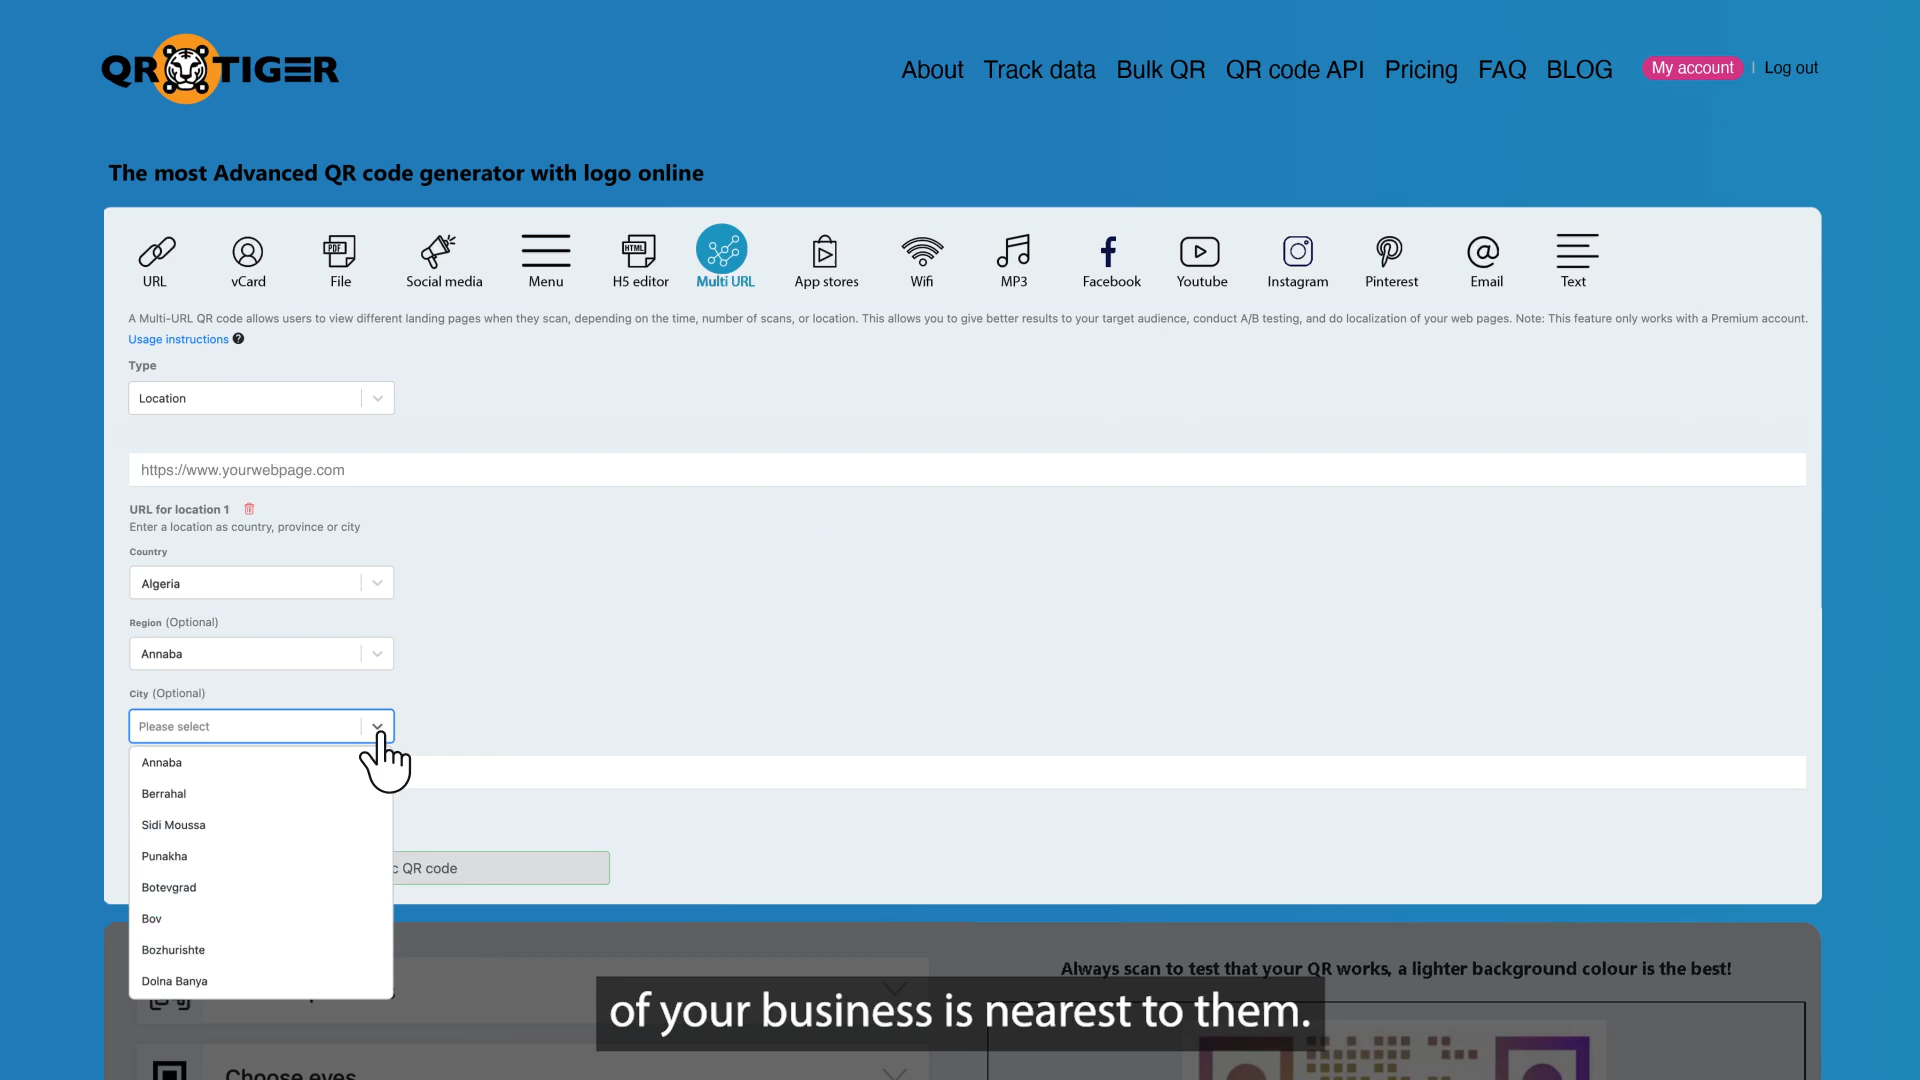 QR TIGER
About Track data Bulk QR QR code API Pricing FAQ BLOG My account | Log out
The most Advanced QR code generator with logo online
PDF HTML
URL vCard File Social media Menu H5 editor Multi URL App stores Wifi MP3 Facebook Youtube Instagram Pinterest Email Text
A Multi-URL QR code allows users to view different landing pages when they scan, depending on the time, number of scans, or location. This allows you to give better results to your target audience, conduct A/B testing, and do localization of your web pages. Note: This feature only works with a Premium account.
Usage instructions ?
Type
Location
https://www.yourwebpage.com
URL for location 1
Enter a location as country, province or city
Country
Algeria
Region (Optional)
Annaba
City (Optional)
Please select
Annaba
Berrahal
Sidi Moussa
Punakha
QR code
Botevgrad
Bov
Bozhurishte
Dolna Banya
Always scan to test that your QR works, a lighter background colour is the best!
of your business is nearest to them.
Choose eyes